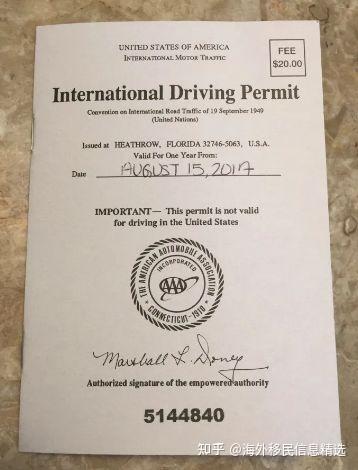 UNITED STATES OF AMERICA
INTERNATIONAL MOTOR TRAFFIC
FEE
$20.00
International Driving Permit
Convention on International Road Traffic of 19 September 1949
(United Nations)
Issued at HEATHROW, FLORIDA 32746-5063, U.S.A.
Valid For One Year From:
Date AUGUST 15, 2017
IMPORTANT— This permit is not valid
for driving in the United States
THE AMERICAN AUTOMOBILE ASSOCIATION
INCORPORATED
AAA
CONNECTICUT-1910
Marshall L. Doney
Authorized signature of the empowered authority
5144840
知乎 @海外移民信息精选